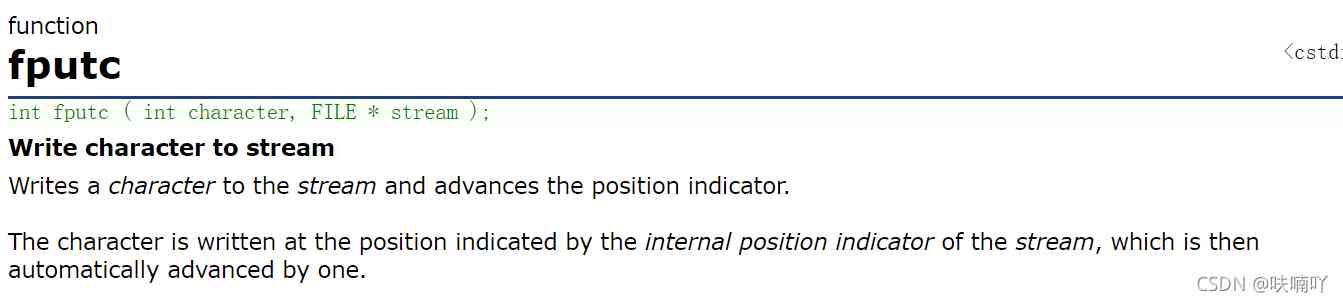 function
fputc
<cstdi
int fputc ( int character, FILE * stream );
Write character to stream
Writes a character to the stream and advances the position indicator.
The character is written at the position indicated by the internal position indicator of the stream, which is then
automatically advanced by one.
CSDN @呋喃吖